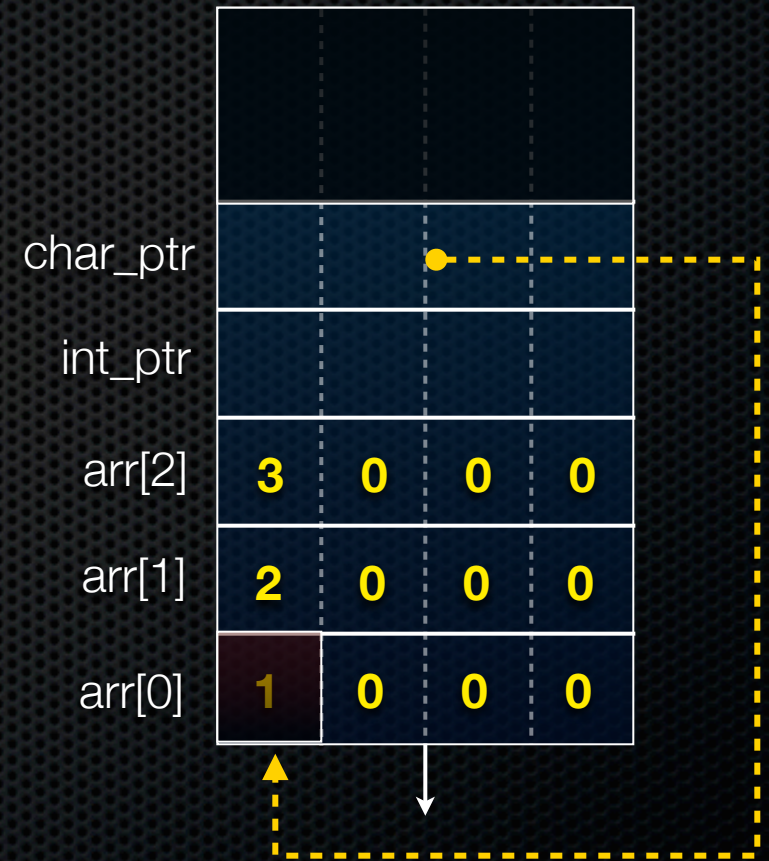 char_ptr
int_ptr
arr[2] 3 0 0 0
arr[1] 2 0 0 0
arr[0] 1 0 0 0